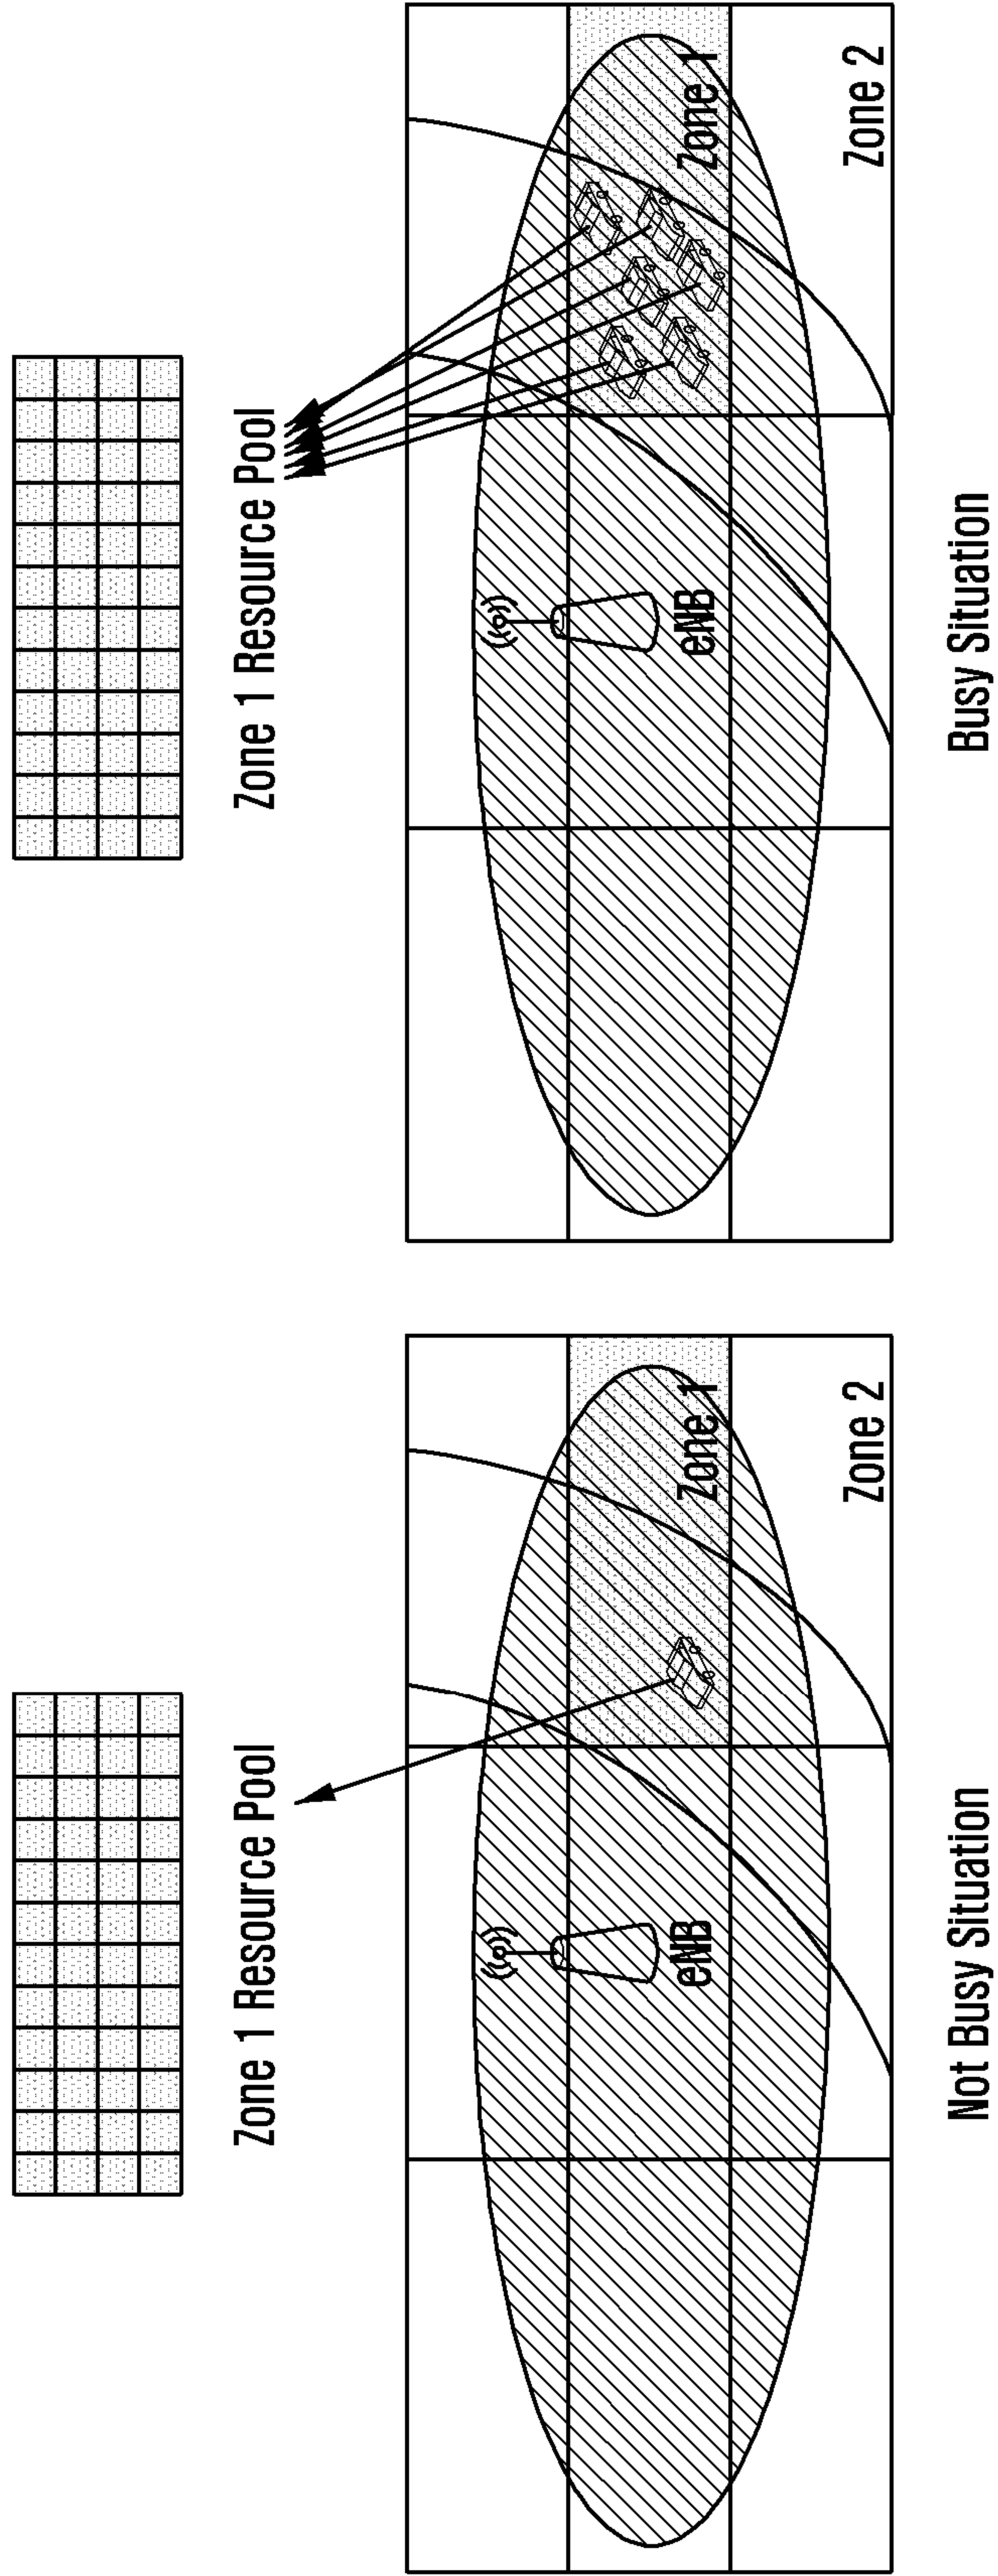 Zone 1 Resource Pool
eNB
Zone 1
Zone 2
Not Busy Situation
Zone 1 Resource Pool
eNB
Zone 1
Zone 2
Busy Situation